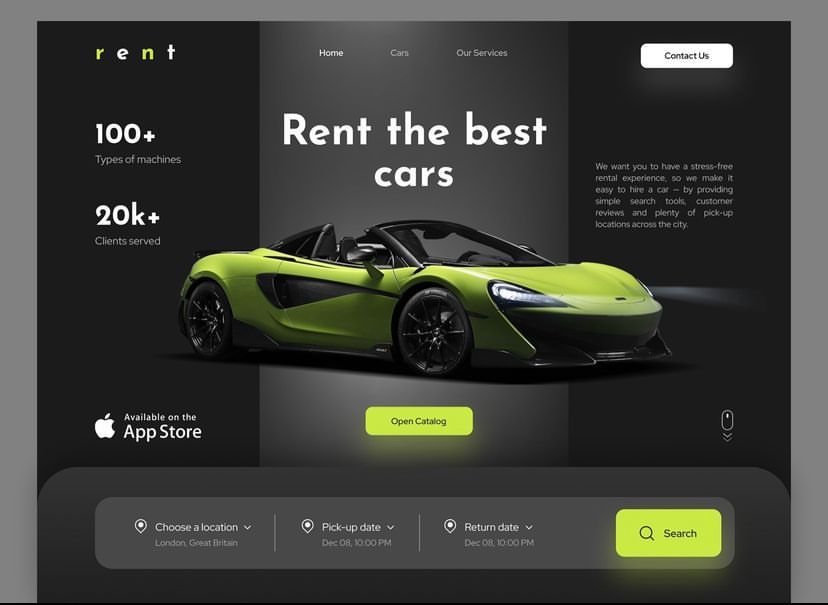 rent
Home
Cars
Our Services
Contact Us
Rent the best
cars
100+
Types of machines
20k+
Clients served
We want you to have a stress-free
rental experience, so we make it
easy to hire a car — by providing
simple search tools, customer
reviews and plenty of pick-up
locations across the city.
Available on the
App Store
Open Catalog
Choose a location
London, Great Britain
Pick-up date
Dec 08, 10:00 PM
Return date
Dec 08, 10:00 PM
Search